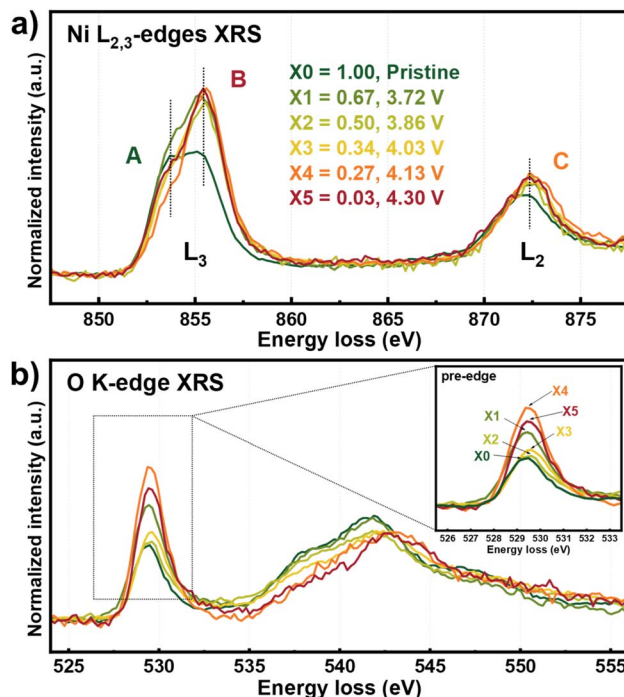 a) Ni L2,3-edges XRS
X0 = 1.00, Pristine
X1 = 0.67, 3.72 V
X2 = 0.50, 3.86 V
X3 = 0.34, 4.03 V
X4 = 0.27, 4.13 V
X5 = 0.03, 4.30 V
A
B
C
L3
L2
Normalized intensity (a.u.)
850 855 860 865 870 875
Energy loss (eV)
b) O K-edge XRS
pre-edge
X4
X5
X1
X3
X2
X0
526 527 528 529 530 531 532 533
Energy loss (eV)
Normalized intensity (a.u.)
525 530 535 540 545 550 555
Energy loss (eV)